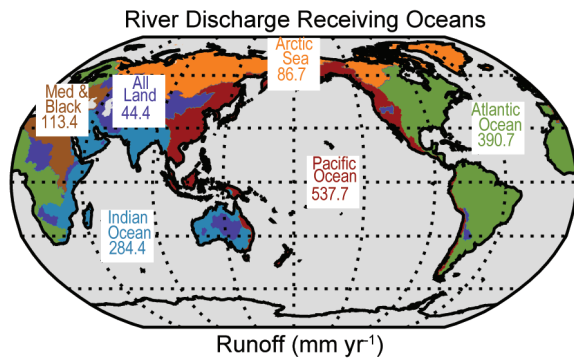 River Discharge Receiving Oceans
Arctic
Sea
86.7
Med &
Black
113.4
All
Land
44.4
Atlantic
Ocean
390.7
Pacific
Ocean
537.7
Indian
Ocean
284.4
Runoff (mm yr⁻¹)